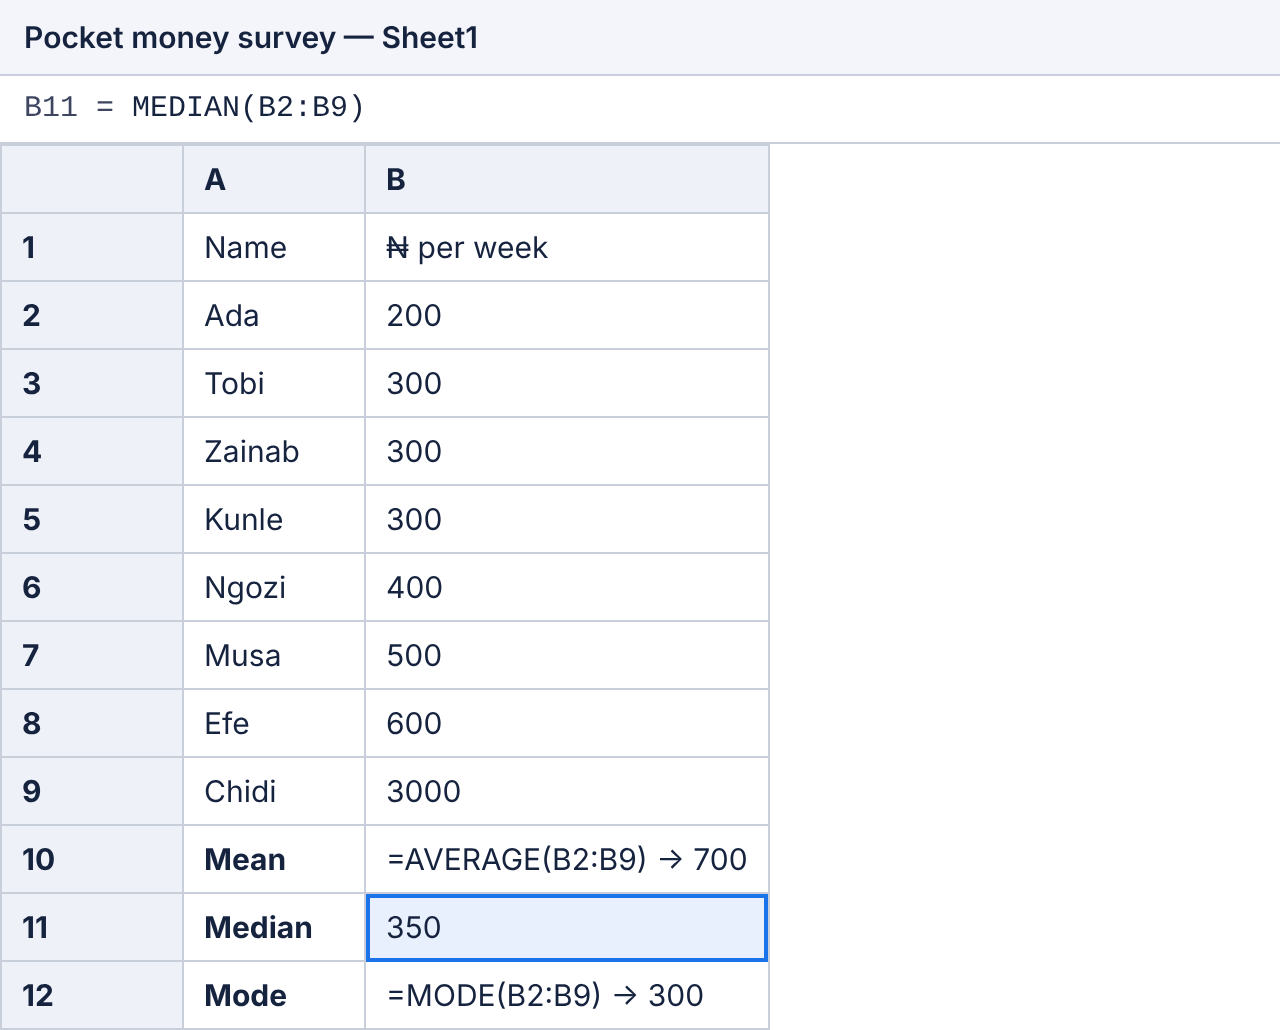 Pocket money survey — Sheet1
B11 = MEDIAN(B2:B9)
A B
1 Name ₦ per week
2 Ada 200
3 Tobi 300
4 Zainab 300
5 Kunle 300
6 Ngozi 400
7 Musa 500
8 Efe 600
9 Chidi 3000
10 Mean =AVERAGE(B2:B9) → 700
11 Median 350
12 Mode =MODE(B2:B9) → 300